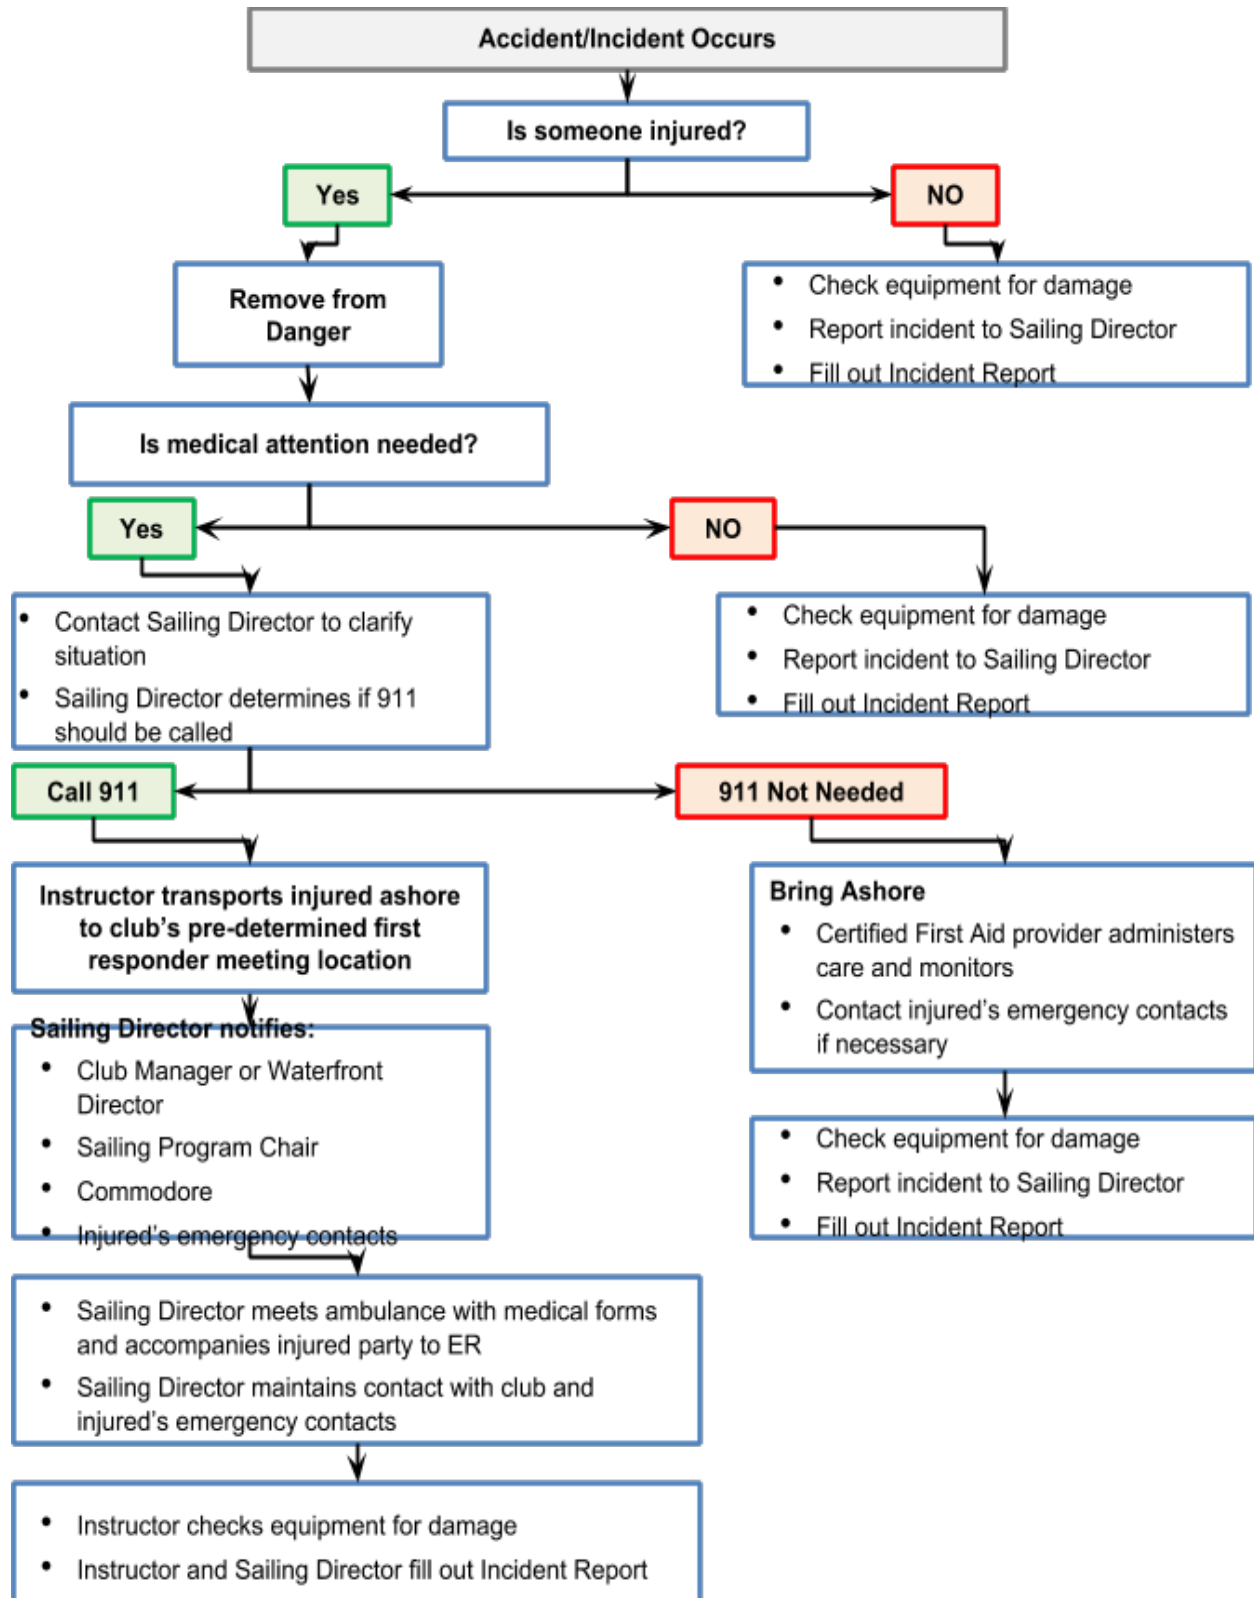 Accident/Incident Occurs
Is someone injured?
Yes
NO
Remove from
Danger
• Check equipment for damage
• Report incident to Sailing Director
• Fill out Incident Report
Is medical attention needed?
Yes
NO
• Contact Sailing Director to clarify
situation
• Sailing Director determines if 911
should be called
• Check equipment for damage
• Report incident to Sailing Director
• Fill out Incident Report
Call 911
911 Not Needed
Instructor transports injured ashore
to club’s pre-determined first
responder meeting location
Bring Ashore
• Certified First Aid provider administers
care and monitors
• Contact injured’s emergency contacts
if necessary
Sailing Director notifies:
• Club Manager or Waterfront
Director
• Sailing Program Chair
• Commodore
• Injured’s emergency contacts
• Check equipment for damage
• Report incident to Sailing Director
• Fill out Incident Report
• Sailing Director meets ambulance with medical forms
and accompanies injured party to ER
• Sailing Director maintains contact with club and
injured’s emergency contacts
• Instructor checks equipment for damage
• Instructor and Sailing Director fill out Incident Report